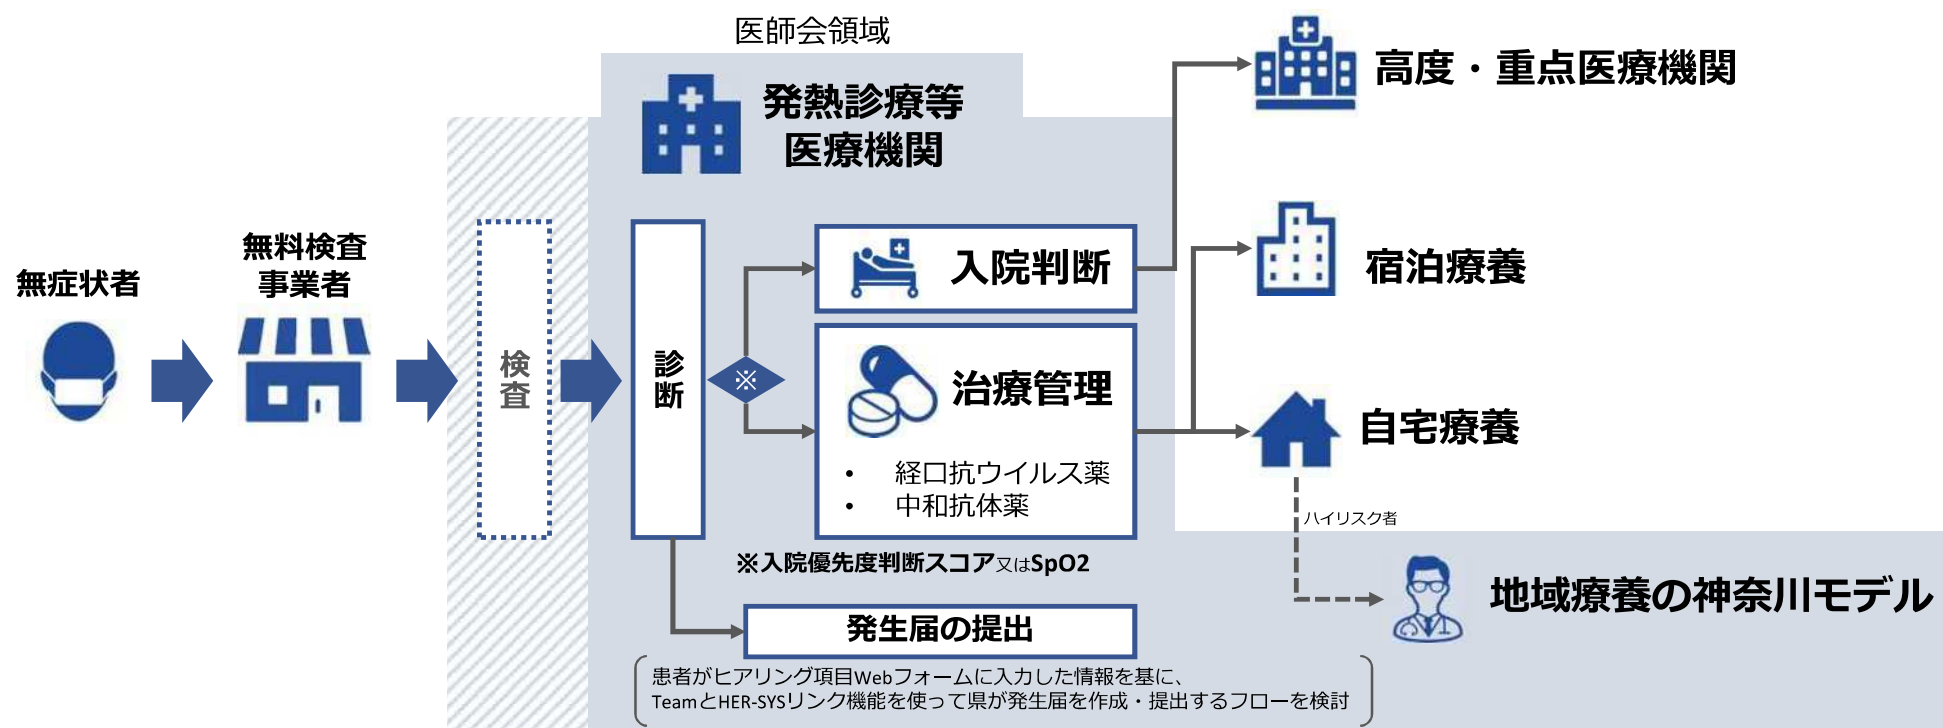 医師会領域
発熱診療等
医療機関
高度・重点医療機関
無症状者
無料検査
事業者
検査
診断
※
入院判断
治療管理
• 経口抗ウイルス薬
• 中和抗体薬
宿泊療養
自宅療養
ハイリスク者
※入院優先度判断スコア又はSpO2
地域療養の神奈川モデル
発生届の提出
患者がヒアリング項目Webフォームに入力した情報を基に、
TeamとHER-SYSリンク機能を使って県が発生届を作成・提出するフローを検討